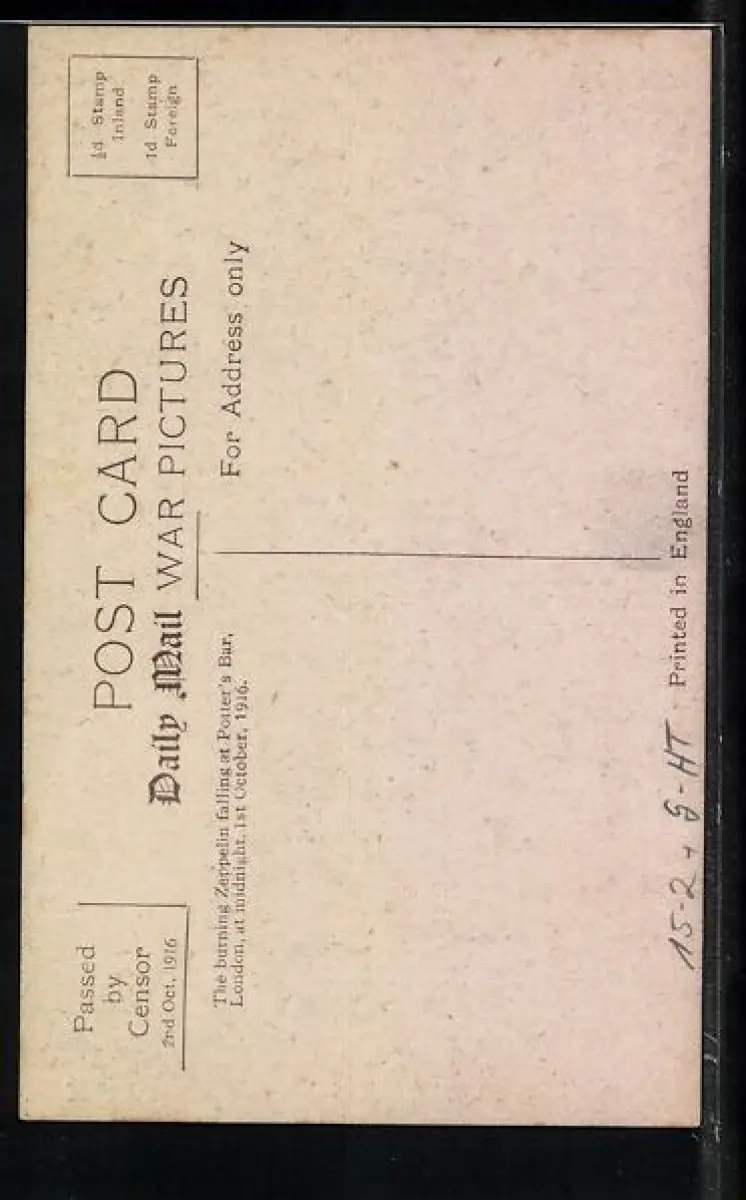 Passed
by
Censor
2nd Oct, 1916
POST CARD
Daily Mail WAR PICTURES
½d Stamp
Inland
1d Stamp
Foreign
The burning Zeppelin falling at Potter's Bar,
London, at midnight, 1st October, 1916.
For Address only
Printed in England
15-2 + G-HT